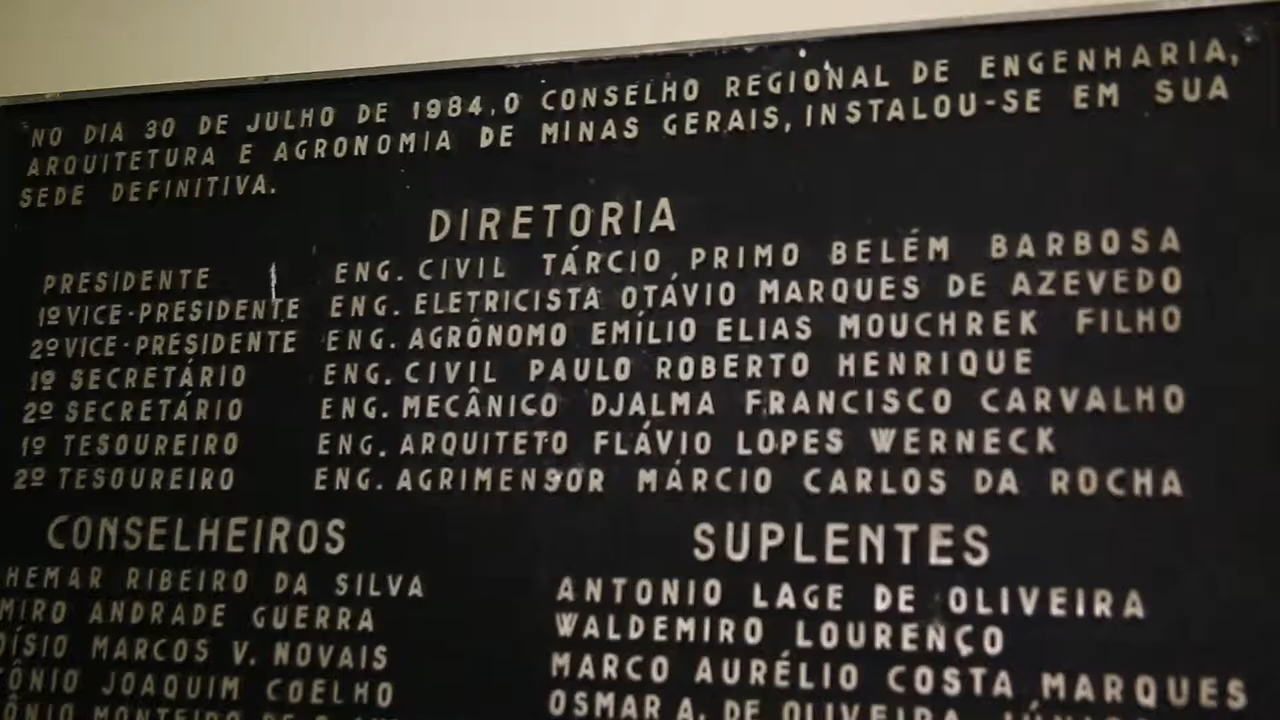 NO DIA 30 DE JULHO DE 1984, O CONSELHO REGIONAL DE ENGENHARIA,
ARQUITETURA E AGRONOMIA DE MINAS GERAIS, INSTALOU-SE EM SUA
SEDE DEFINITIVA.
DIRETORIA
PRESIDENTE ENG. CIVIL TÁRCIO PRIMO BELÉM BARBOSA
1º VICE-PRESIDENTE ENG. ELETRICISTA OTÁVIO MARQUES DE AZEVEDO
2º VICE-PRESIDENTE ENG. AGRÔNOMO EMÍLIO ELIAS MOUCHREK FILHO
1º SECRETÁRIO ENG. CIVIL PAULO ROBERTO HENRIQUE
2º SECRETÁRIO ENG. MECÂNICO DJALMA FRANCISCO CARVALHO
1º TESOUREIRO ENG. ARQUITETO FLÁVIO LOPES WERNECK
2º TESOUREIRO ENG. AGRIMENSOR MÁRCIO CARLOS DA ROCHA
CONSELHEIROS SUPLENTES
RIBEIRO DA SILVA ANTONIO LAGE DE OLIVEIRA
ANDRADE GUERRA WALDEMIRO LOURENÇO
MARCOS V. NOVAIS MARCO AURÉLIO COSTA MARQUES
JOAQUIM COELHO OSMAR A. DE OLIVEIRA
MONTEIRO DE